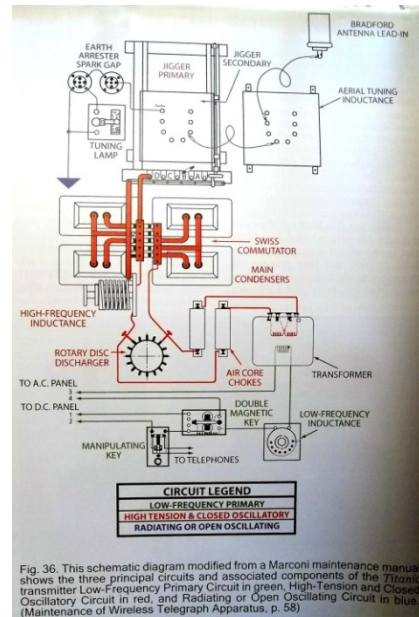 BRADFORD
ANTENNA LEAD-IN
EARTH
ARRESTER
SPARK GAP
JIGGER
PRIMARY
JIGGER
SECONDARY
AERIAL TUNING
INDUCTANCE
TUNING
LAMP
D C B A
SWISS
COMMUTATOR
MAIN
CONDENSERS
HIGH-FREQUENCY
INDUCTANCE
ROTARY DISC
DISCHARGER
AIR CORE
CHOKES
TRANSFORMER
TO A.C. PANEL
3
4
TO D.C. PANEL
1
2
DOUBLE
MAGNETIC
KEY
LOW-FREQUENCY
INDUCTANCE
MANIPULATING
KEY
TO TELEPHONES
CIRCUIT LEGEND
LOW-FREQUENCY PRIMARY
HIGH TENSION & CLOSED OSCILLATORY
RADIATING OR OPEN OSCILLATING
Fig. 36. This schematic diagram modified from a Marconi maintenance manual
shows the three principal circuits and associated components of the Titanic
transmitter Low-Frequency Primary Circuit in green, High-Tension and Closed
Oscillatory Circuit in red, and Radiating or Open Oscillating Circuit in blue.
(Maintenance of Wireless Telegraph Apparatus, p. 58)